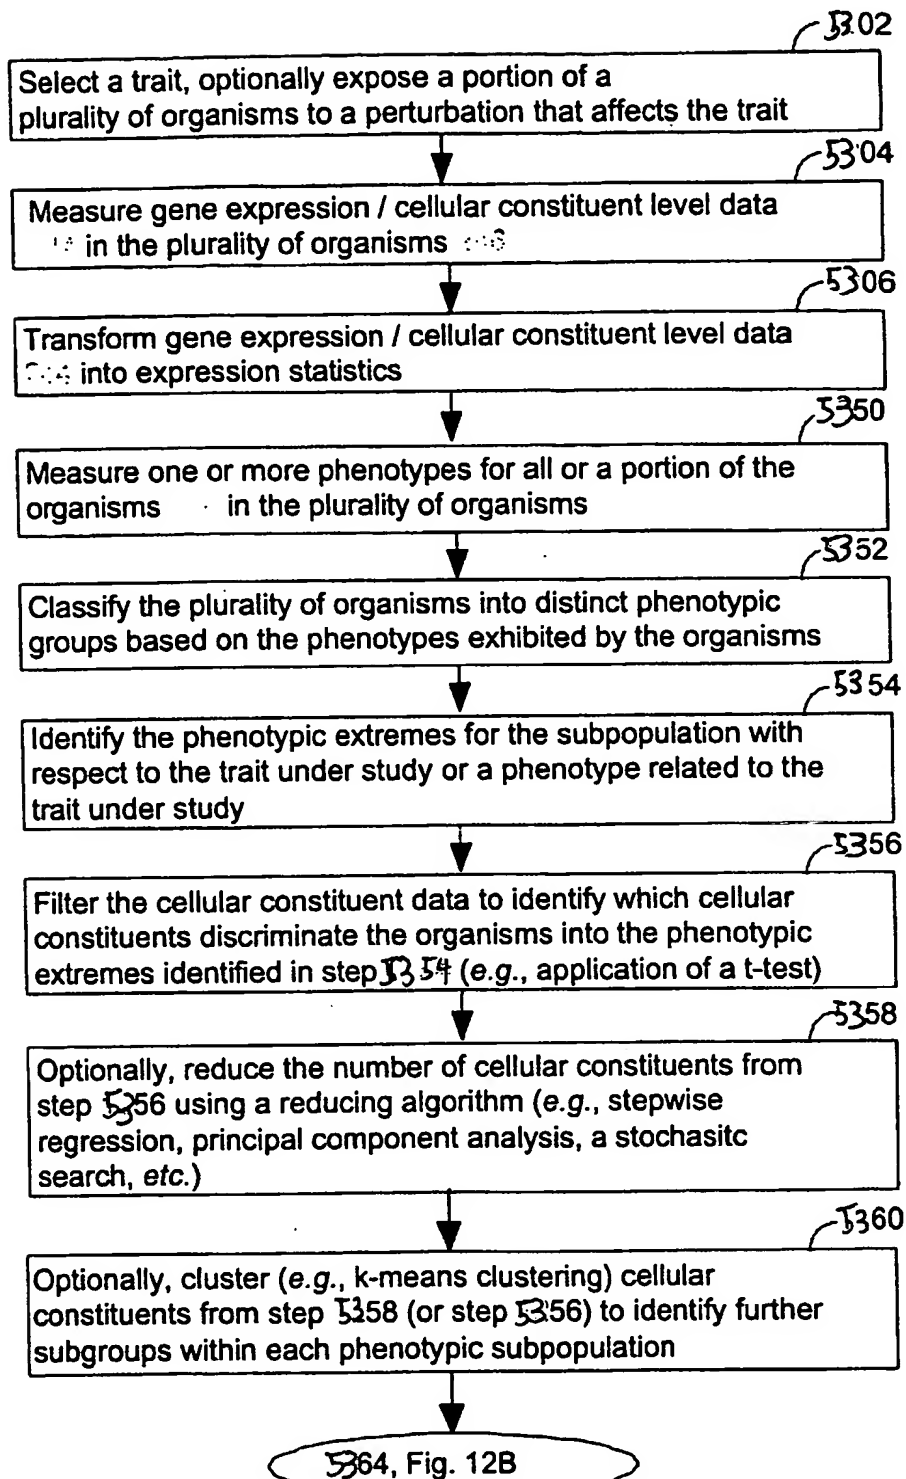 5302
Select a trait, optionally expose a portion of a
plurality of organisms to a perturbation that affects the trait
5304
Measure gene expression / cellular constituent level data
in the plurality of organisms
5306
Transform gene expression / cellular constituent level data
into expression statistics
5350
Measure one or more phenotypes for all or a portion of the
organisms in the plurality of organisms
5352
Classify the plurality of organisms into distinct phenotypic
groups based on the phenotypes exhibited by the organisms
5354
Identify the phenotypic extremes for the subpopulation with
respect to the trait under study or a phenotype related to the
trait under study
5356
Filter the cellular constituent data to identify which cellular
constituents discriminate the organisms into the phenotypic
extremes identified in step 5354 (e.g., application of a t-test)
5358
Optionally, reduce the number of cellular constituents from
step 5356 using a reducing algorithm (e.g., stepwise
regression, principal component analysis, a stochasitc
search, etc.)
5360
Optionally, cluster (e.g., k-means clustering) cellular
constituents from step 5358 (or step 5356) to identify further
subgroups within each phenotypic subpopulation
5364, Fig. 12B